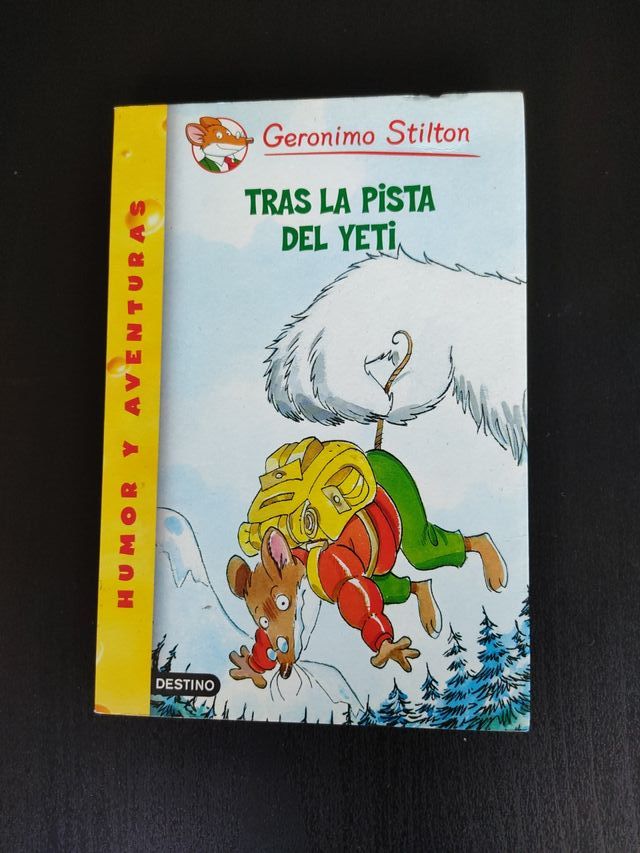 Geronimo Stilton
TRAS LA PISTA
DEL YETI
HUMOR Y AVENTURAS
DESTINO